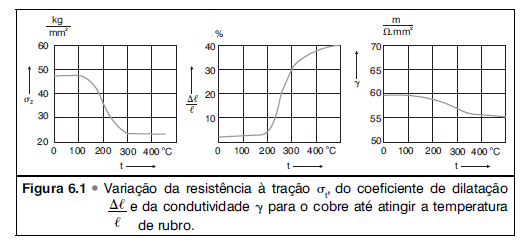 kg
mm²
60
50
40
30
20
σ₂
0 100 200 300 400 °C
t
%
40
30
20
10
Δℓ
ℓ
0 100 200 300 400 °C
t
m
Ω.mm²
70
65
60
55
50
γ
0 100 200 300 400 °C
t
Figura 6.1 • Variação da resistência à tração σₜ, do coeficiente de dilatação
Δℓ/ℓ e da condutividade γ para o cobre até atingir a temperatura
de rubro.